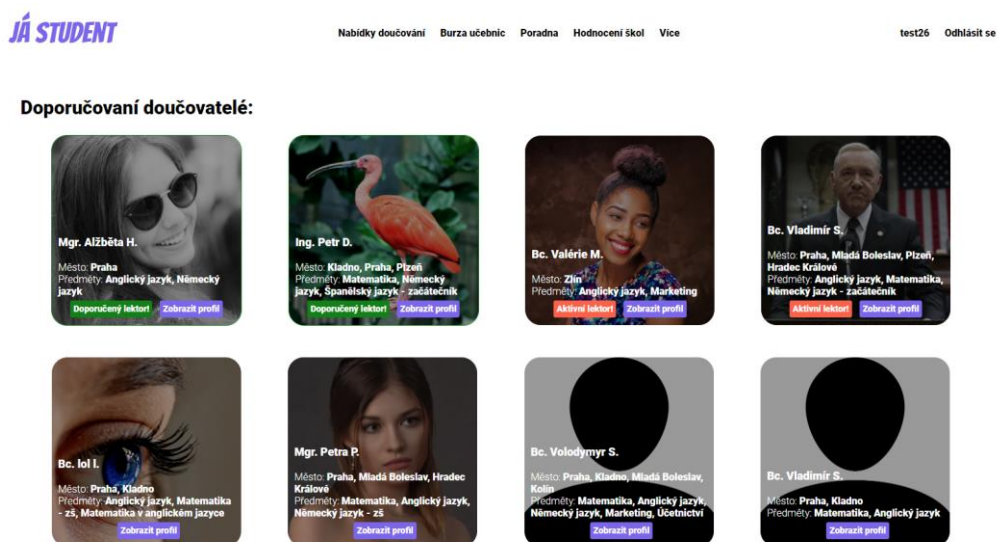 JÁ STUDENT
Nabídky doučování Burza učebnic Poradna Hodnocení škol Více
test26 Odhlásit se
Doporučovaní doučovatelé:
Mgr. Alžběta H.
Město: Praha
Předměty: Anglický jazyk, Německý
jazyk
Doporučený lektor! Zobrazit profil
Ing. Petr D.
Město: Kladno, Praha, Plzeň
Předměty: Matematika, Německý
jazyk, Španělský jazyk - začátečník
Doporučený lektor! Zobrazit profil
Bc. Valérie M.
Město: Zlín
Předměty: Anglický jazyk, Marketing
Aktivní lektor! Zobrazit profil
Bc. Vladimír S.
Město: Praha, Mladá Boleslav, Plzeň,
Hradec Králové
Předměty: Anglický jazyk, Matematika,
Německý jazyk - začátečník
Aktivní lektor! Zobrazit profil
Bc. lol l.
Město: Praha, Kladno
Předměty: Anglický jazyk, Matematika
- zš, Matematika v anglickém jazyce
Zobrazit profil
Mgr. Petra P.
Město: Praha, Mladá Boleslav, Hradec
Králové
Předměty: Matematika, Anglický jazyk,
Německý jazyk - zš
Zobrazit profil
Bc. Volodymyr S.
Město: Praha, Kladno, Mladá Boleslav,
Kolín
Předměty: Matematika, Anglický jazyk,
Německý jazyk, Marketing, Účetnictví
Zobrazit profil
Bc. Vladimír S.
Město: Praha, Kladno
Předměty: Matematika, Anglický jazyk
Zobrazit profil